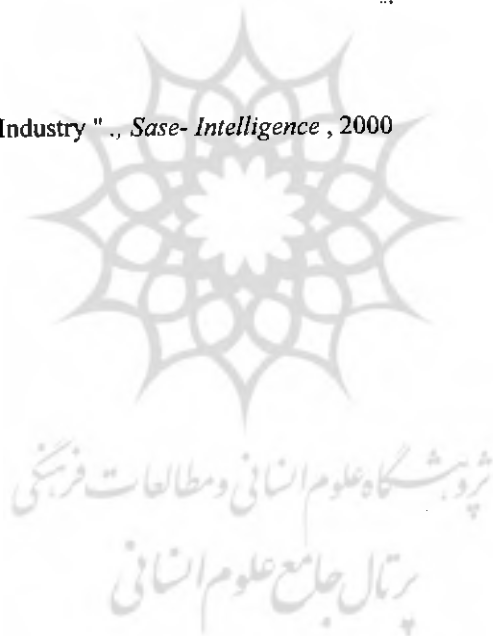 Industry " ., Sase- Intelligence , 2000
پژوهشگاه علوم انسانی و مطالعات فرهنگی
پرتال جامع علوم انسانی